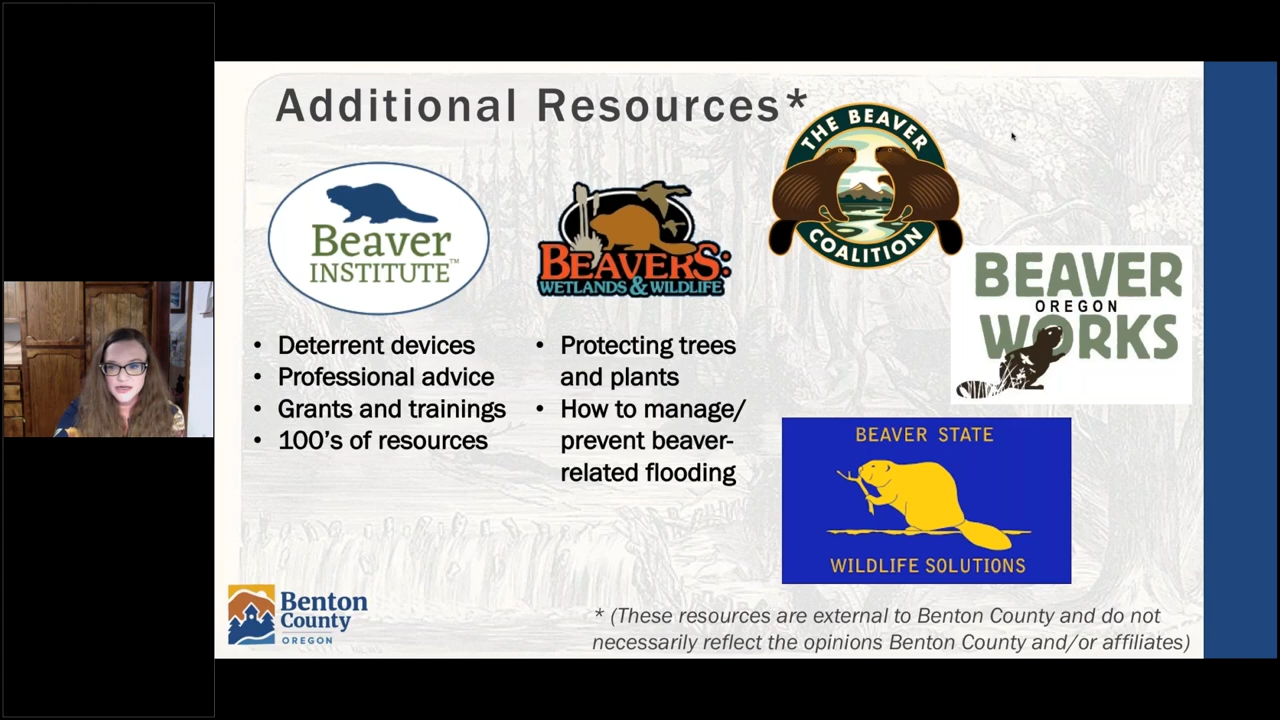 Additional Resources*
Beaver
INSTITUTE™
BEAVERS:
WETLANDS & WILDLIFE
THE BEAVER
COALITION
BEAVER
OREGON
WORKS
• Deterrent devices
• Professional advice
• Grants and trainings
• 100's of resources
• Protecting trees
and plants
• How to manage/
prevent beaver-
related flooding
BEAVER STATE
WILDLIFE SOLUTIONS
Benton
County
OREGON
* (These resources are external to Benton County and do not
necessarily reflect the opinions Benton County and/or affiliates)